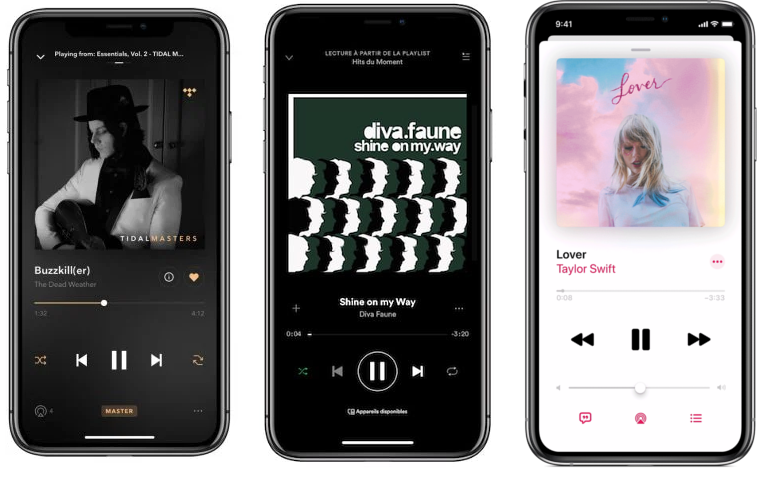 Playing from: Essentials, Vol. 2 - TIDAL M...
TIDALMASTERS
Buzzkill(er)
The Dead Weather
1:32
4:12
4
MASTER
LECTURE À PARTIR DE LA PLAYLIST
Hits du Moment
diva.faune
shine on my.way
Shine on my Way
Diva Faune
0:04
-3:20
Appareils disponibles
9:41
Lover
Lover
Taylor Swift
0:08
-3:33